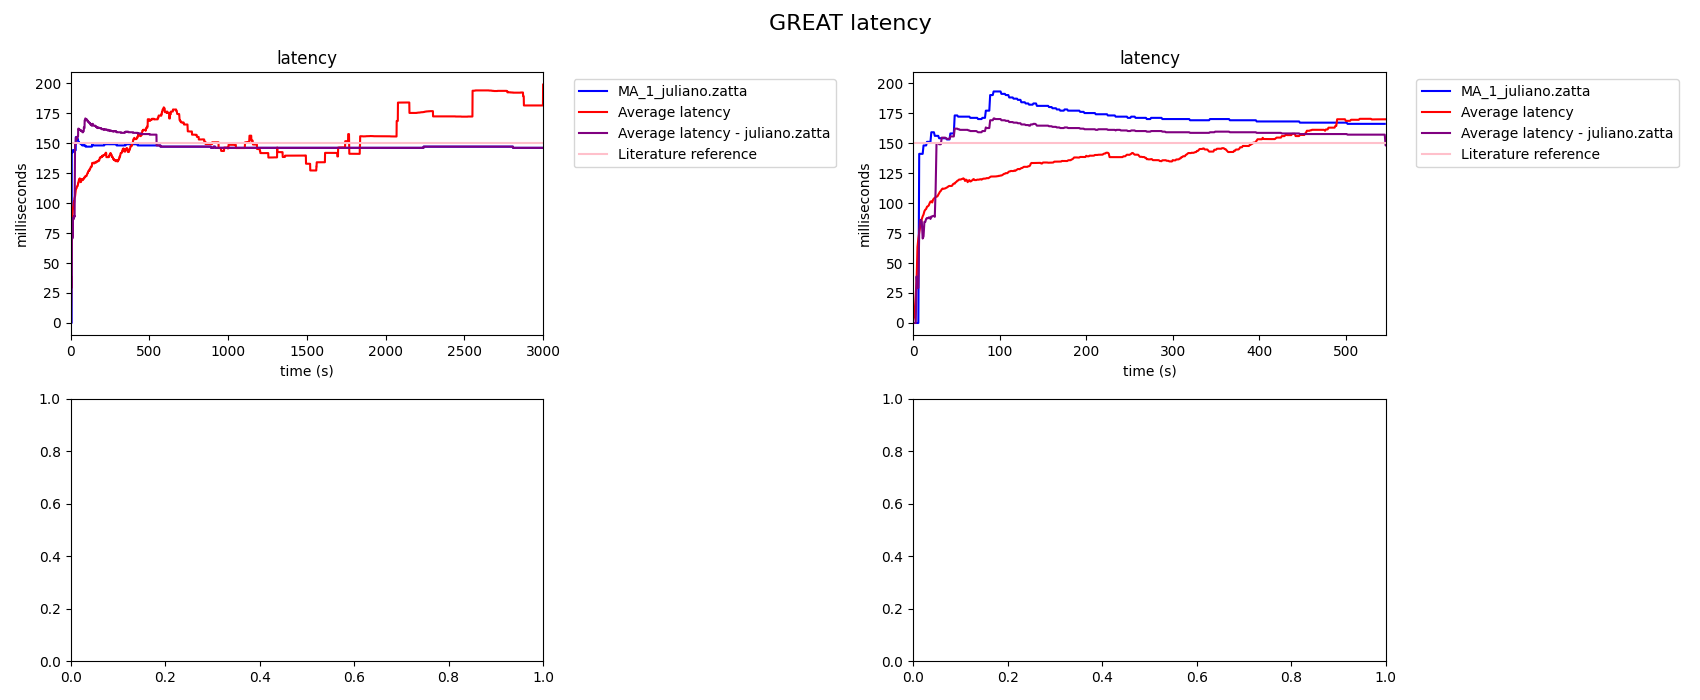 GREAT latency
latency
milliseconds
200
175
150
125
100
75
50
25
0
0 500 1000 1500 2000 2500 3000
time (s)
MA_1_juliano.zatta
Average latency
Average latency - juliano.zatta
Literature reference
latency
milliseconds
200
175
150
125
100
75
50
25
0
0 100 200 300 400 500
time (s)
MA_1_juliano.zatta
Average latency
Average latency - juliano.zatta
Literature reference
1.0
0.8
0.6
0.4
0.2
0.0
0.0 0.2 0.4 0.6 0.8 1.0
1.0
0.8
0.6
0.4
0.2
0.0
0.0 0.2 0.4 0.6 0.8 1.0